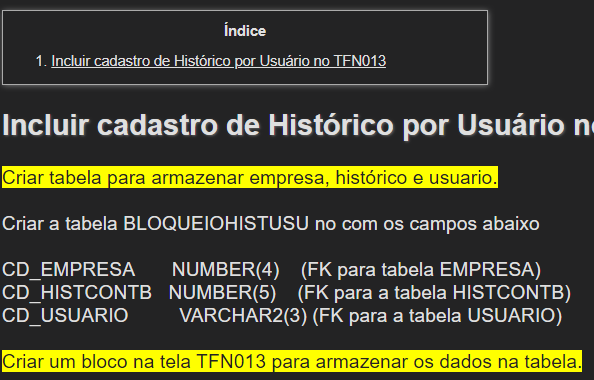 Índice
1. Incluir cadastro de Histórico por Usuário no TFN013
Incluir cadastro de Histórico por Usuário
Criar tabela para armazenar empresa, histórico e usuario.
Criar a tabela BLOQUEIOHISTUSU no com os campos abaixo
CD_EMPRESA NUMBER(4) (FK para tabela EMPRESA)
CD_HISTCONTB NUMBER(5) (FK para a tabela HISTCONTB)
CD_USUARIO VARCHAR2(3) (FK para a tabela USUARIO)
Criar um bloco na tela TFN013 para armazenar os dados na tabela.